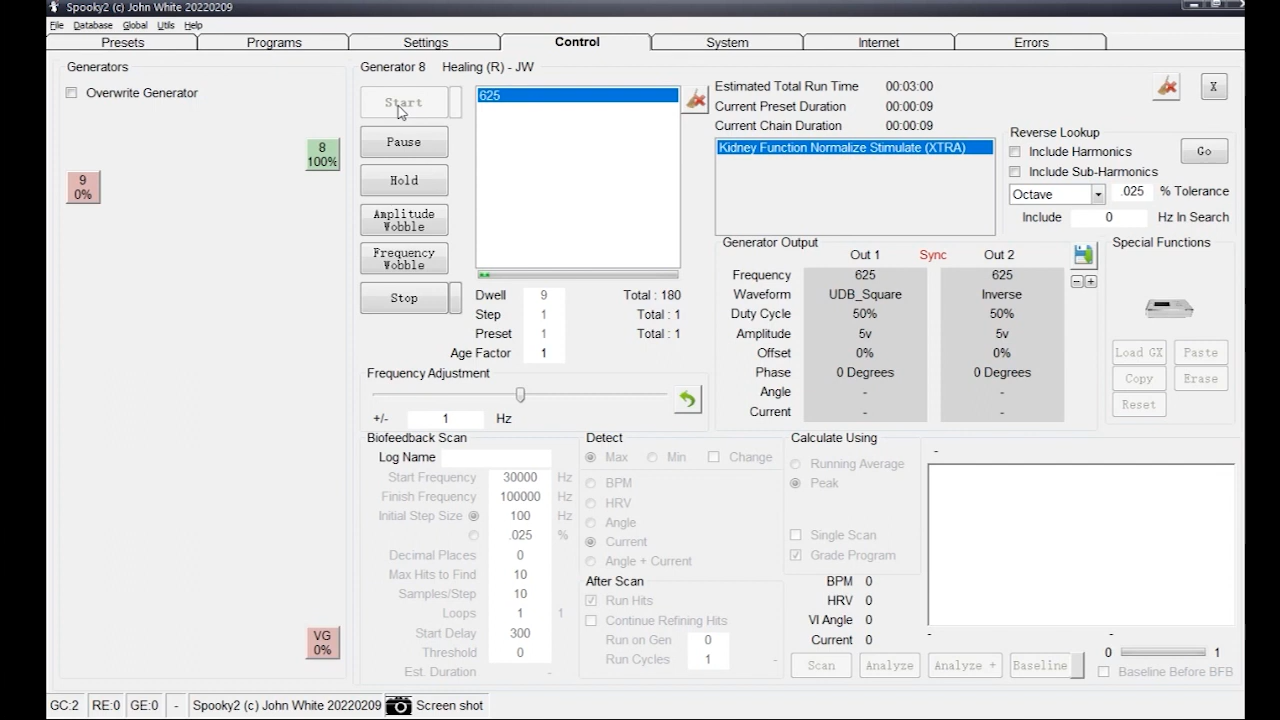 Spooky2 (c) John White 20220209
File Database Global Utils Help
Presets Programs Settings Control System Internet Errors
Generators
Overwrite Generator
8
100%
9
0%
VG
0%
Generator 8 Healing (R) - JW
Start
Pause
Hold
Amplitude
Wobble
Frequency
Wobble
Stop
625
Dwell 9 Total : 180
Step 1 Total : 1
Preset 1 Total : 1
Age Factor 1
Frequency Adjustment
+/- 1 Hz
Estimated Total Run Time 00:03:00
Current Preset Duration 00:00:09
Current Chain Duration 00:00:09
Kidney Function Normalize Stimulate (XTRA)
X
Reverse Lookup
Include Harmonics
Go
Include Sub-Harmonics
Octave .025 % Tolerance
Include 0 Hz In Search
Generator Output
Out 1 Sync Out 2
Frequency 625 625
Waveform UDB_Square Inverse
Duty Cycle 50% 50%
Amplitude 5v 5v
Offset 0% 0%
Phase 0 Degrees 0 Degrees
Angle - -
Current - -
Special Functions
Load GX Paste
Copy Erase
Reset
Biofeedback Scan
Log Name
Start Frequency 30000 Hz
Finish Frequency 100000 Hz
Initial Step Size 100 Hz
.025 %
Decimal Places 0
Max Hits to Find 10
Samples/Step 10
Loops 1 1
Start Delay 300
Threshold 0
Est. Duration -
Detect
Max Min Change
BPM
HRV
Angle
Current
Angle + Current
After Scan
Run Hits
Continue Refining Hits
Run on Gen 0
Run Cycles 1 -
Calculate Using
Running Average
Peak
Single Scan
Grade Program
BPM 0
HRV 0
VI Angle 0
Current 0
-
- -
0 1
Scan Analyze Analyze + Baseline
Baseline Before BFB
GC:2 RE:0 GE:0 - Spooky2 (c) John White 20220209 Screen shot